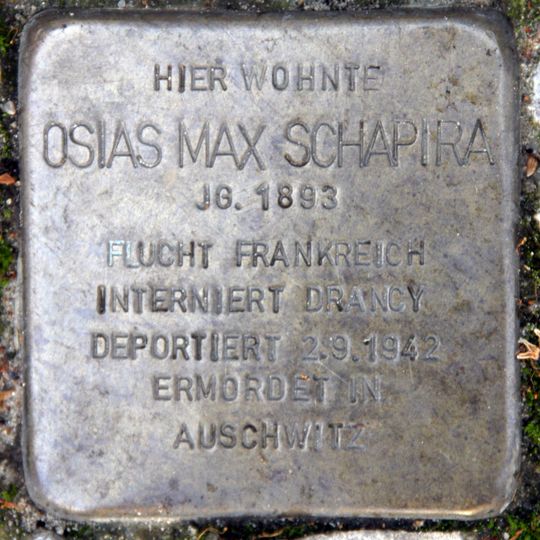 HIER WOHNTE
OSIAS MAX SCHAPIRA
JG. 1893
FLUCHT FRANKREICH
INTERNIERT DRANCY
DEPORTIERT 2.9.1942
ERMORDET IN
AUSCHWITZ